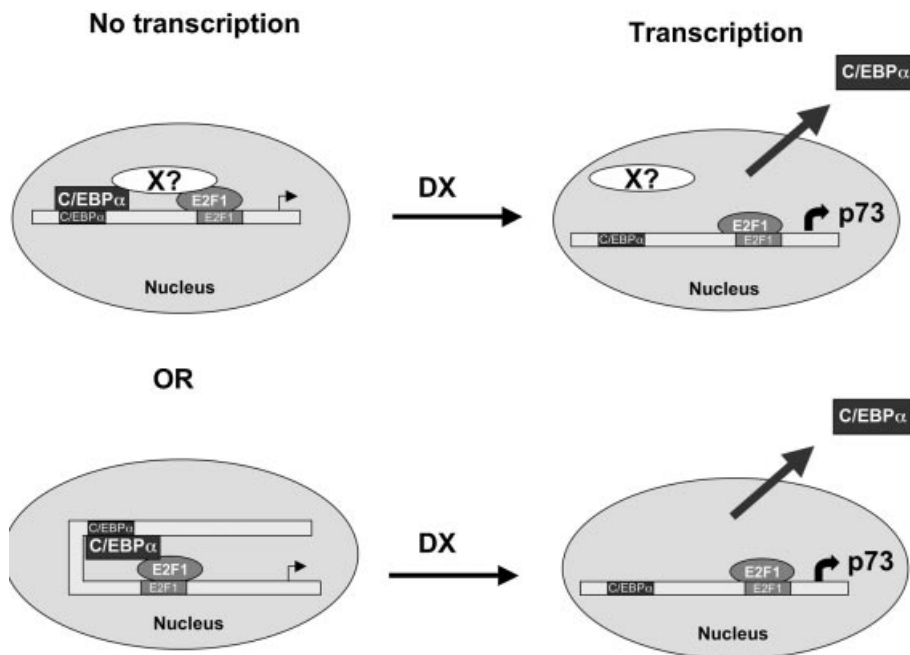 No transcription
Transcription
C/EBPα
X?
C/EBPα
E2F1
C/EBPα
E2F1
Nucleus
DX
X?
E2F1
p73
C/EBPα
E2F1
Nucleus
OR
C/EBPα
C/EBPα
C/EBPα
E2F1
E2F1
Nucleus
DX
E2F1
p73
C/EBPα
E2F1
Nucleus